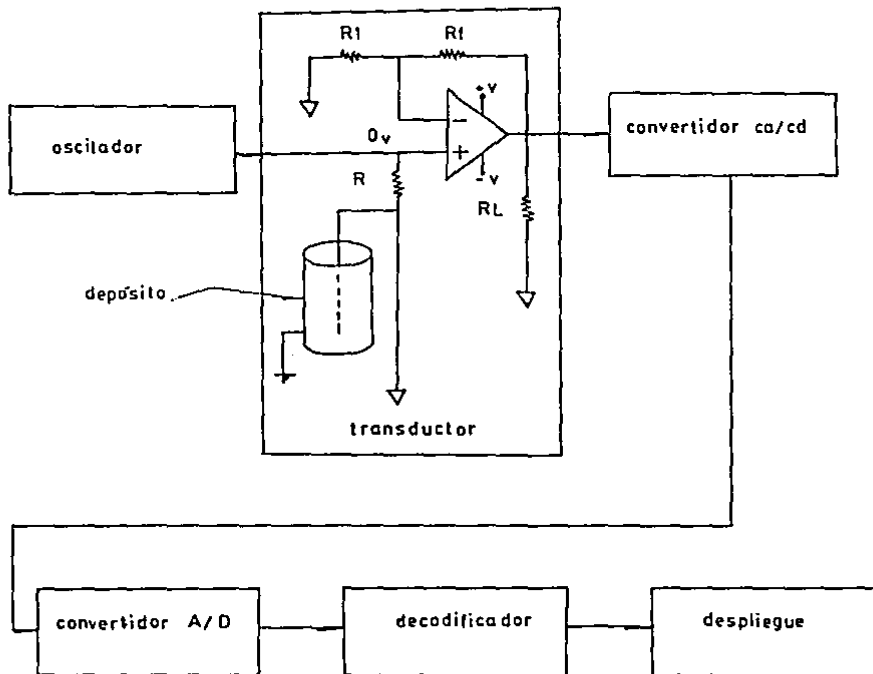 R1
Rf
+v
-
oscilador
0v
+
convertidor ca/cd
R
-v
RL
depósito
transductor
convertidor A/D
decodificador
despliegue